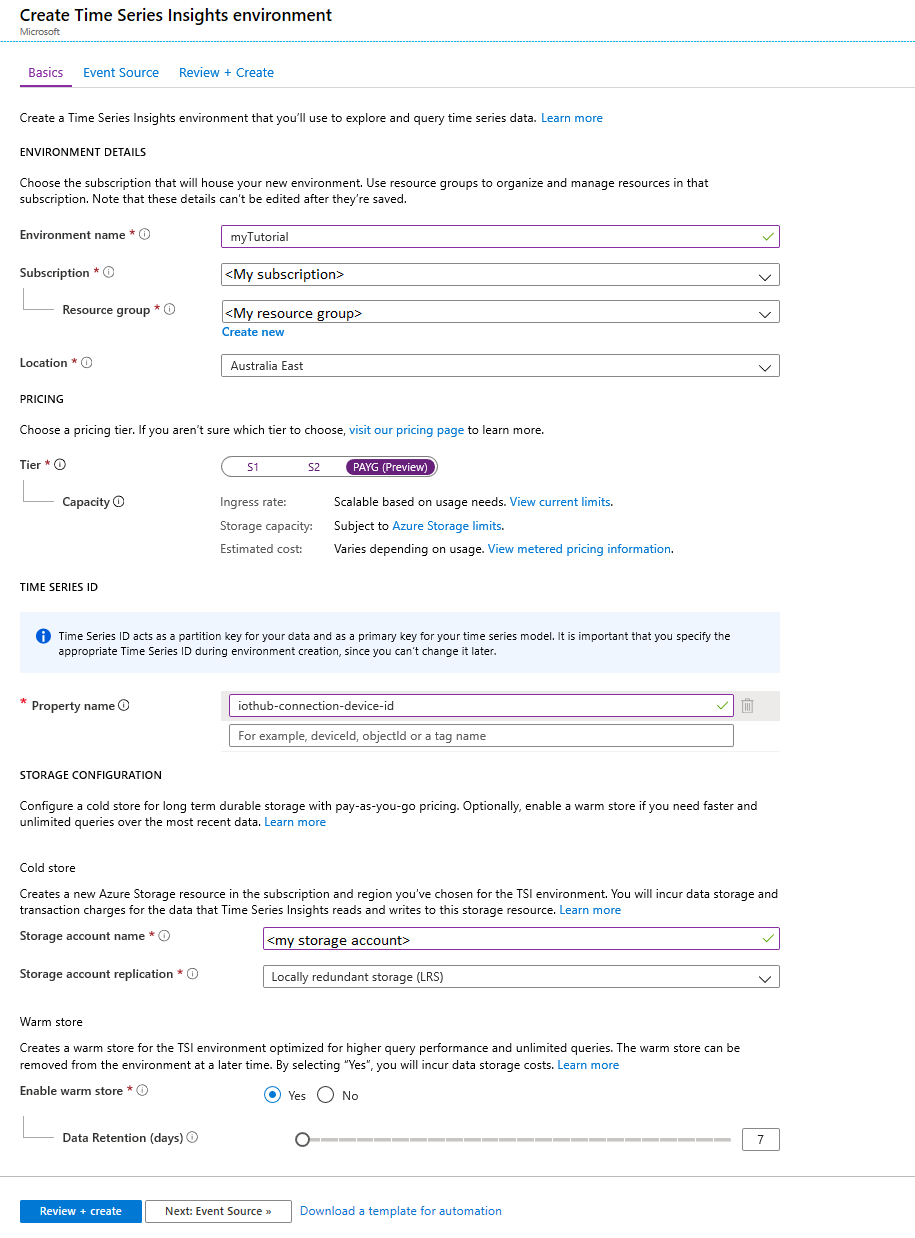 Create Time Series Insights environment
Microsoft
Basics Event Source Review + Create
Create a Time Series Insights environment that you'll use to explore and query time series data. Learn more
ENVIRONMENT DETAILS
Choose the subscription that will house your new environment. Use resource groups to organize and manage resources in that
subscription. Note that these details can't be edited after they're saved.
Environment name * myTutorial
Subscription * <My subscription>
Resource group * <My resource group>
Create new
Location * Australia East
PRICING
Choose a pricing tier. If you aren't sure which tier to choose, visit our pricing page to learn more.
Tier * S1 S2 PAYG (Preview)
Capacity Ingress rate: Scalable based on usage needs. View current limits.
Storage capacity: Subject to Azure Storage limits.
Estimated cost: Varies depending on usage. View metered pricing information.
TIME SERIES ID
Time Series ID acts as a partition key for your data and as a primary key for your time series model. It is important that you specify the
appropriate Time Series ID during environment creation, since you can't change it later.
* Property name iothub-connection-device-id
For example, deviceId, objectId or a tag name
STORAGE CONFIGURATION
Configure a cold store for long term durable storage with pay-as-you-go pricing. Optionally, enable a warm store if you need faster and
unlimited queries over the most recent data. Learn more
Cold store
Creates a new Azure Storage resource in the subscription and region you've chosen for the TSI environment. You will incur data storage and
transaction charges for the data that Time Series Insights reads and writes to this storage resource. Learn more
Storage account name * <my storage account>
Storage account replication * Locally redundant storage (LRS)
Warm store
Creates a warm store for the TSI environment optimized for higher query performance and unlimited queries. The warm store can be
removed from the environment at a later time. By selecting "Yes", you will incur data storage costs. Learn more
Enable warm store * Yes No
Data Retention (days) 7
Review + create Next: Event Source » Download a template for automation